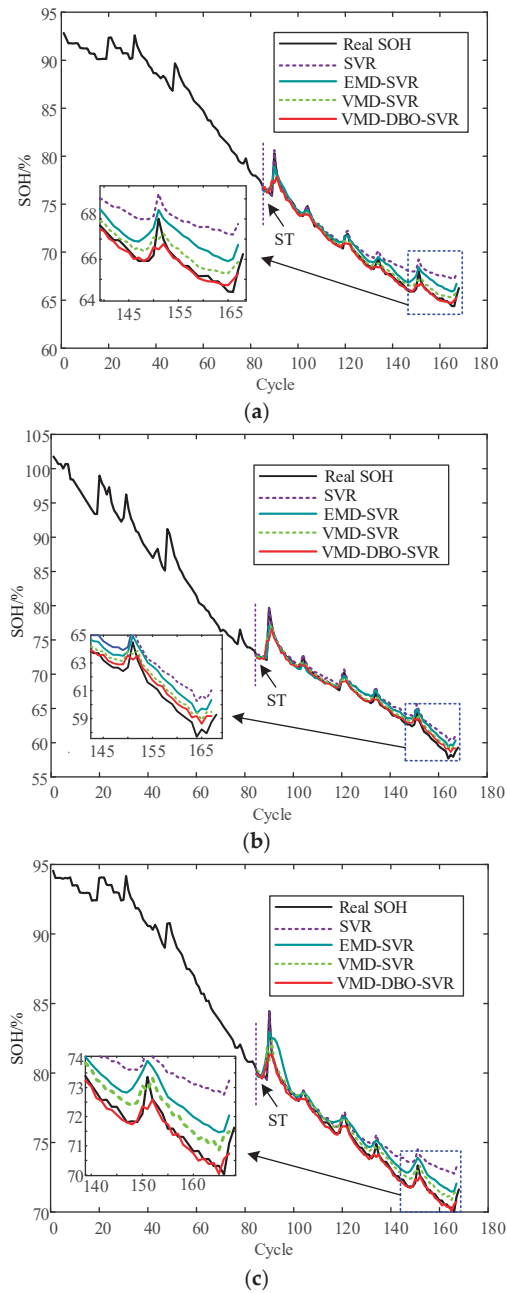 95
90
85
80
75
70
65
60
SOH/%
Real SOH
SVR
EMD-SVR
VMD-SVR
VMD-DBO-SVR
68
66
64
145 155 165
ST
0 20 40 60 80 100 120 140 160 180
Cycle
(a)
105
100
95
90
85
80
75
70
65
60
55
SOH/%
Real SOH
SVR
EMD-SVR
VMD-SVR
VMD-DBO-SVR
65
63
61
59
145 155 165
ST
0 20 40 60 80 100 120 140 160 180
Cycle
(b)
95
90
85
80
75
70
SOH/%
Real SOH
SVR
EMD-SVR
VMD-SVR
VMD-DBO-SVR
74
73
72
71
70
140 150 160
ST
0 20 40 60 80 100 120 140 160 180
Cycle
(c)